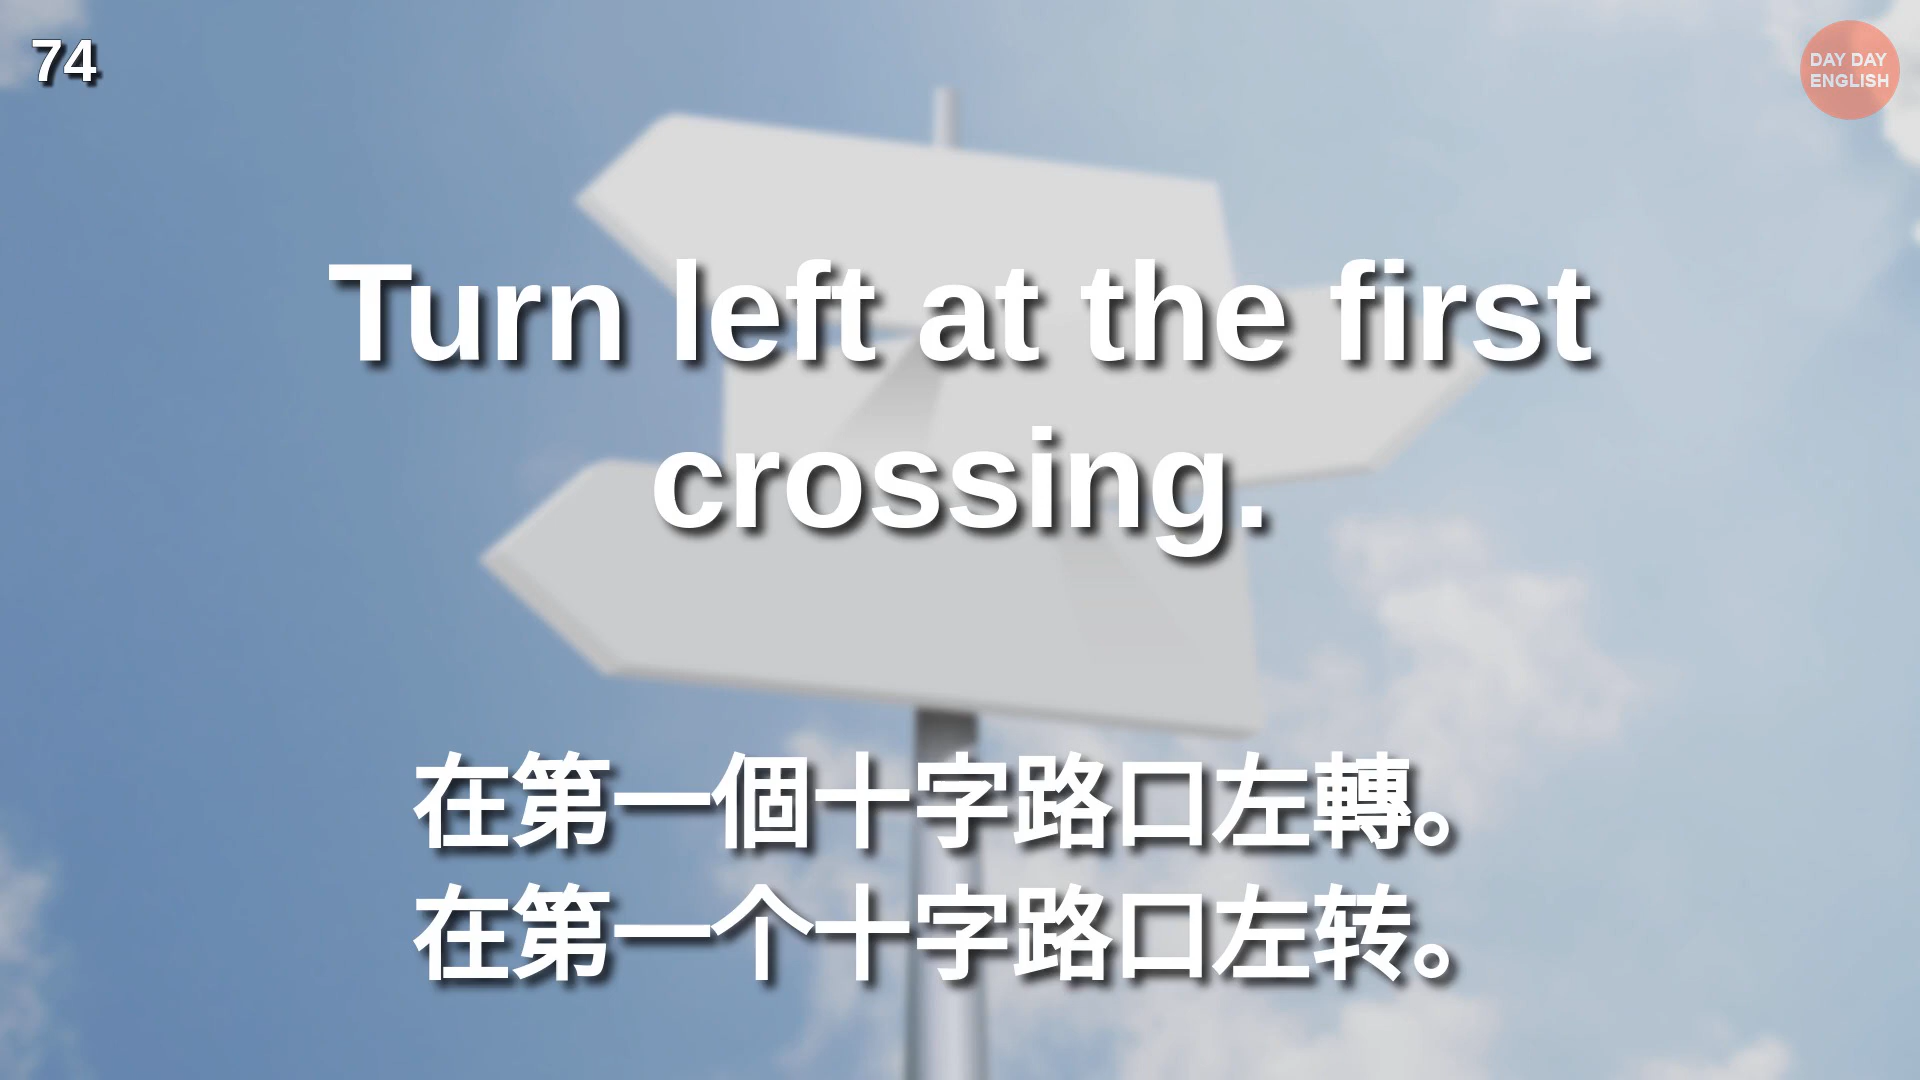 74
DAY DAY
ENGLISH
Turn left at the first
crossing.
在第一個十字路口左轉。
在第一个十字路口左转。